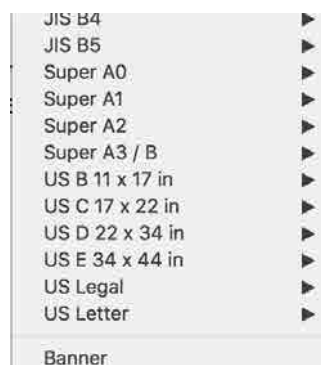 JIS B4
JIS B5
Super A0
Super A1
Super A2
Super A3 / B
US B 11 x 17 in
US C 17 x 22 in
US D 22 x 34 in
US E 34 x 44 in
US Legal
US Letter
Banner